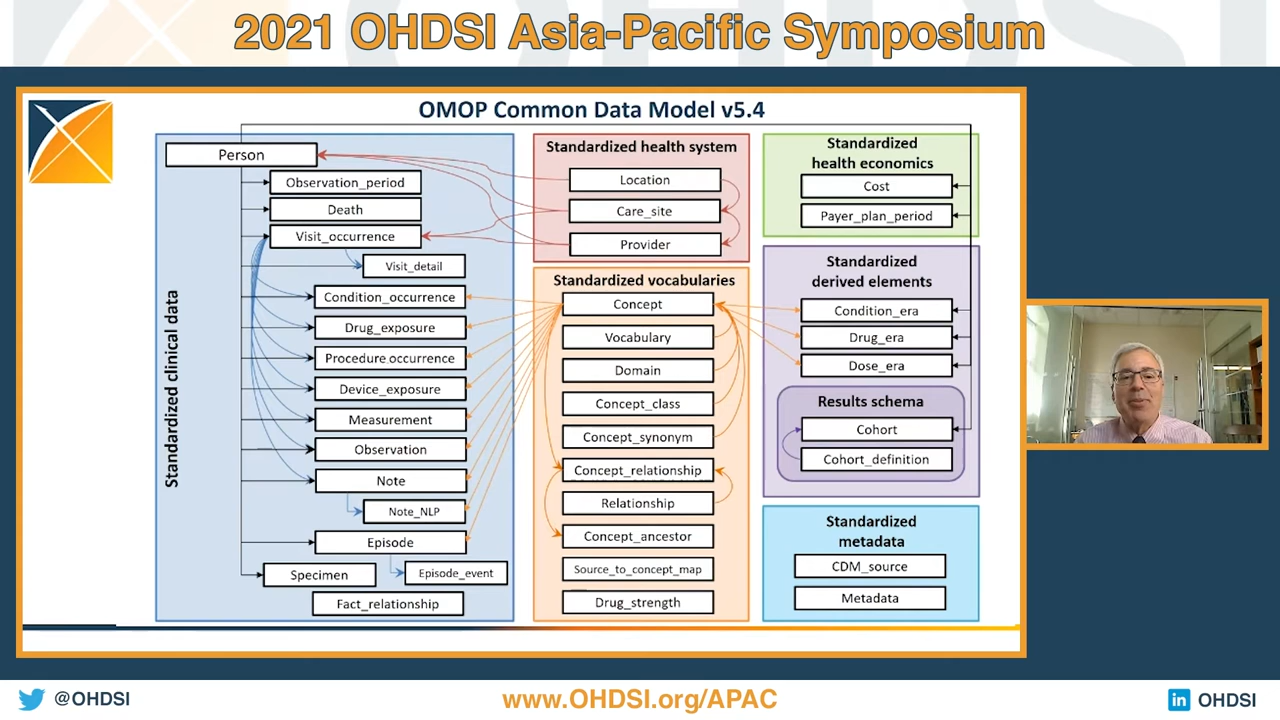 2021 OHDSI Asia-Pacific Symposium
OMOP Common Data Model v5.4
Standardized clinical data
Person
Observation_period
Death
Visit_occurrence
Visit_detail
Condition_occurrence
Drug_exposure
Procedure occurrence
Device_exposure
Measurement
Observation
Note
Note_NLP
Episode
Specimen
Episode_event
Fact_relationship
Standardized health system
Location
Care_site
Provider
Standardized vocabularies
Concept
Vocabulary
Domain
Concept_class
Concept_synonym
Concept_relationship
Relationship
Concept_ancestor
Source_to_concept_map
Drug_strength
Standardized
health economics
Cost
Payer_plan_period
Standardized
derived elements
Condition_era
Drug_era
Dose_era
Results schema
Cohort
Cohort_definition
Standardized
metadata
CDM_source
Metadata
@OHDSI
www.OHDSI.org/APAC
in OHDSI